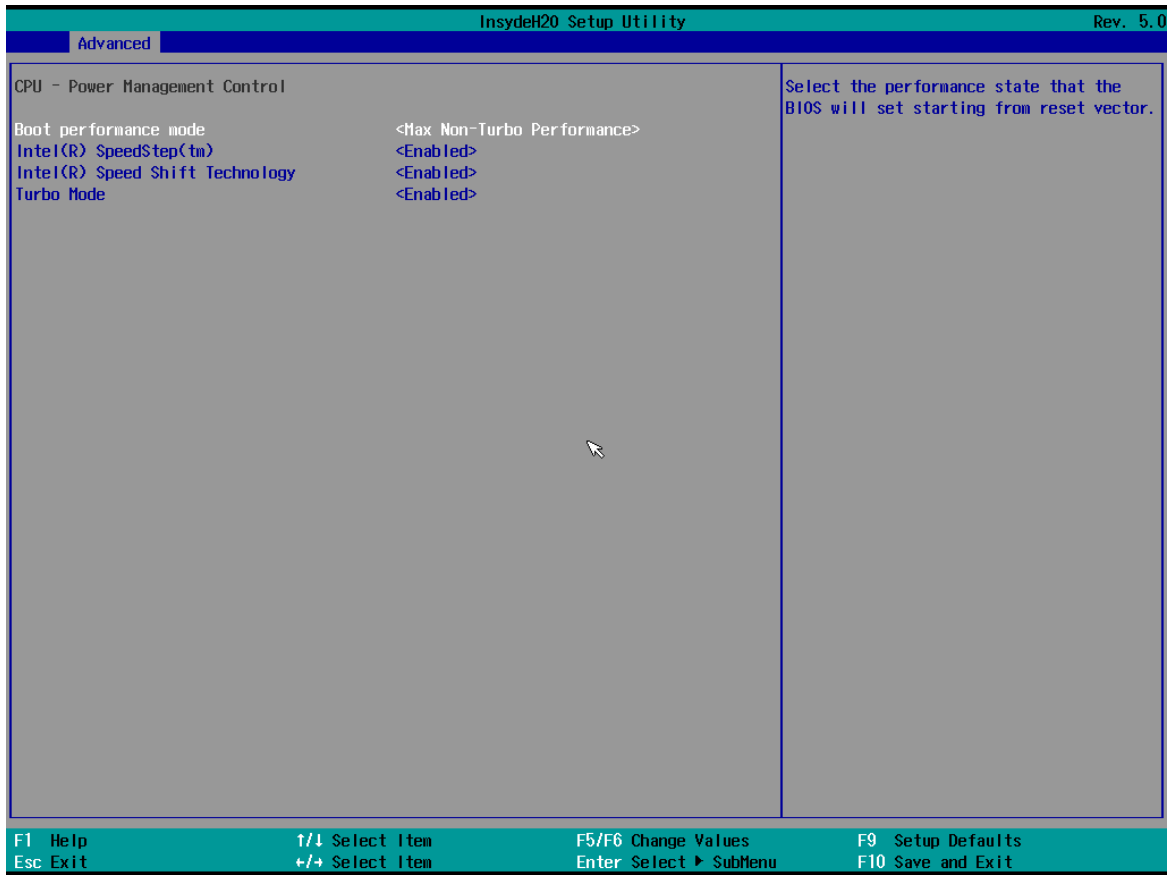 InsydeH20 Setup Utility Rev. 5.0
Advanced
CPU - Power Management Control
Boot performance mode <Max Non-Turbo Performance>
Intel(R) SpeedStep(tm) <Enabled>
Intel(R) Speed Shift Technology <Enabled>
Turbo Mode <Enabled>
Select the performance state that the
BIOS will set starting from reset vector.
F1 Help ↑/↓ Select Item F5/F6 Change Values F9 Setup Defaults
Esc Exit ←/→ Select Item Enter Select ▶ SubMenu F10 Save and Exit